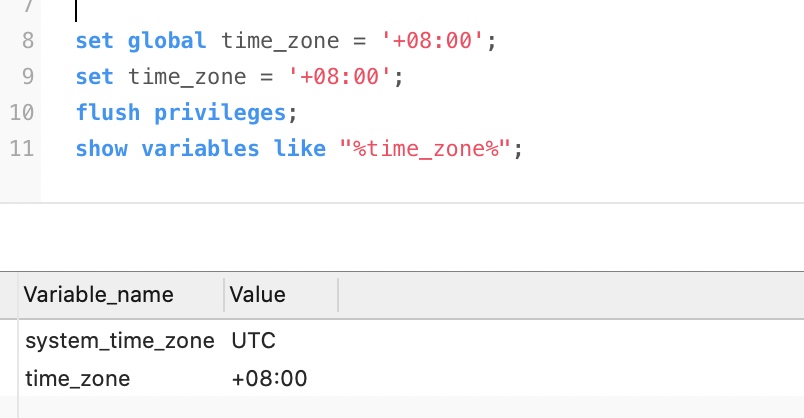 7
8 set global time_zone = '+08:00';
9 set time_zone = '+08:00';
10 flush privileges;
11 show variables like "%time_zone%";
Variable_name Value
system_time_zone UTC
time_zone +08:00